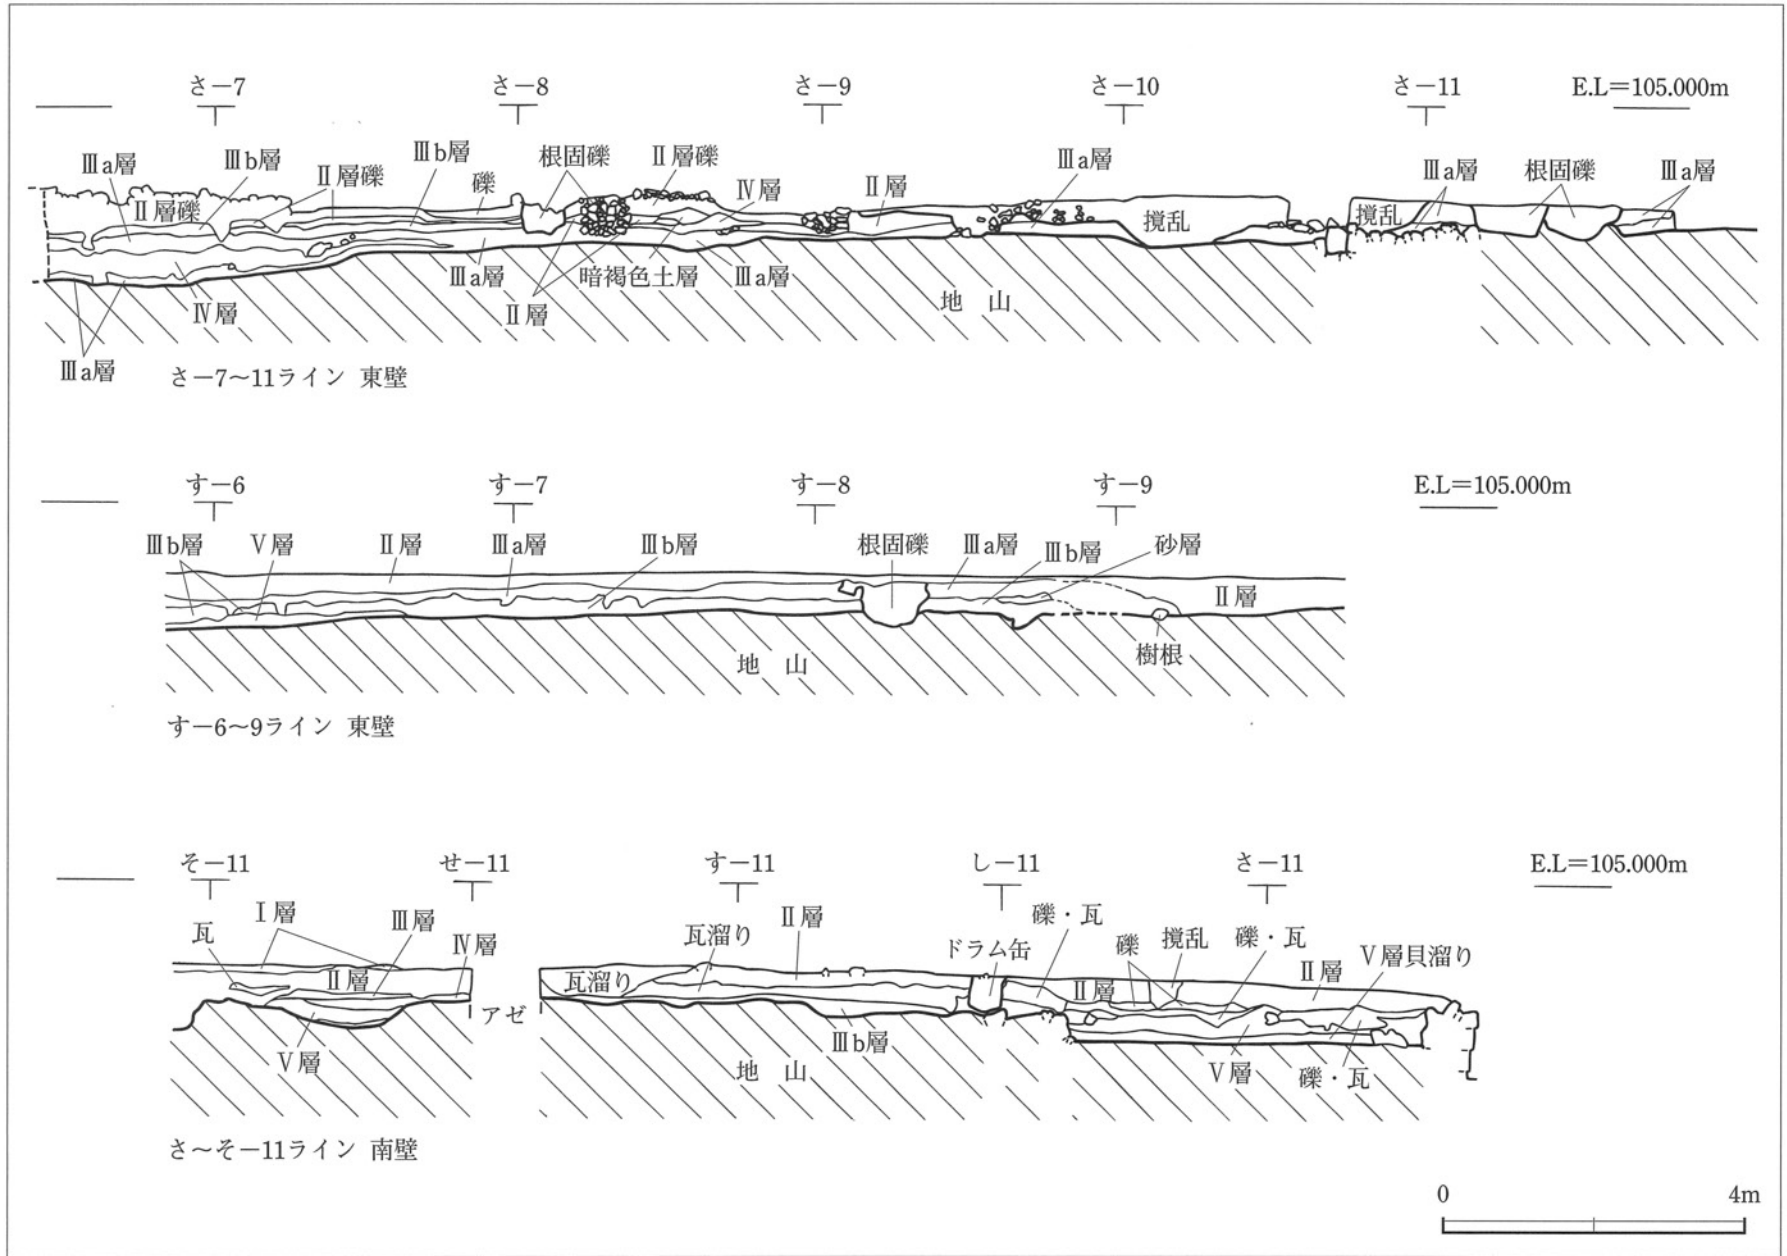 さ－7 さ－8 さ－9 さ－10 さ－11 E.L＝105.000m
Ⅲa層 Ⅲb層 Ⅱ層礫 Ⅲb層 礫 根固礫 Ⅱ層礫 Ⅳ層 Ⅱ層 Ⅲa層 Ⅲa層 根固礫 Ⅲa層
Ⅱ層礫 撹乱 撹乱
Ⅲa層 暗褐色土層 Ⅲa層
Ⅳ層 Ⅱ層 地 山
Ⅲa層
さ－7～11ライン 東壁
す－6 す－7 す－8 す－9 E.L＝105.000m
Ⅲb層 Ⅴ層 Ⅱ層 Ⅲa層 Ⅲb層 根固礫 Ⅲa層 Ⅲb層 砂層
Ⅱ層
地 山 樹根
す－6～9ライン 東壁
そ－11 せ－11 す－11 し－11 さ－11 E.L＝105.000m
瓦 Ⅰ層 Ⅲ層 Ⅳ層 瓦溜り Ⅱ層 ドラム缶 礫・瓦 礫 撹乱 礫・瓦 Ⅴ層貝溜り
Ⅱ層 瓦溜り Ⅱ層 Ⅱ層
アゼ
Ⅴ層 地 山 Ⅲb層 Ⅴ層 礫・瓦
さ～そ－11ライン 南壁
0 4m